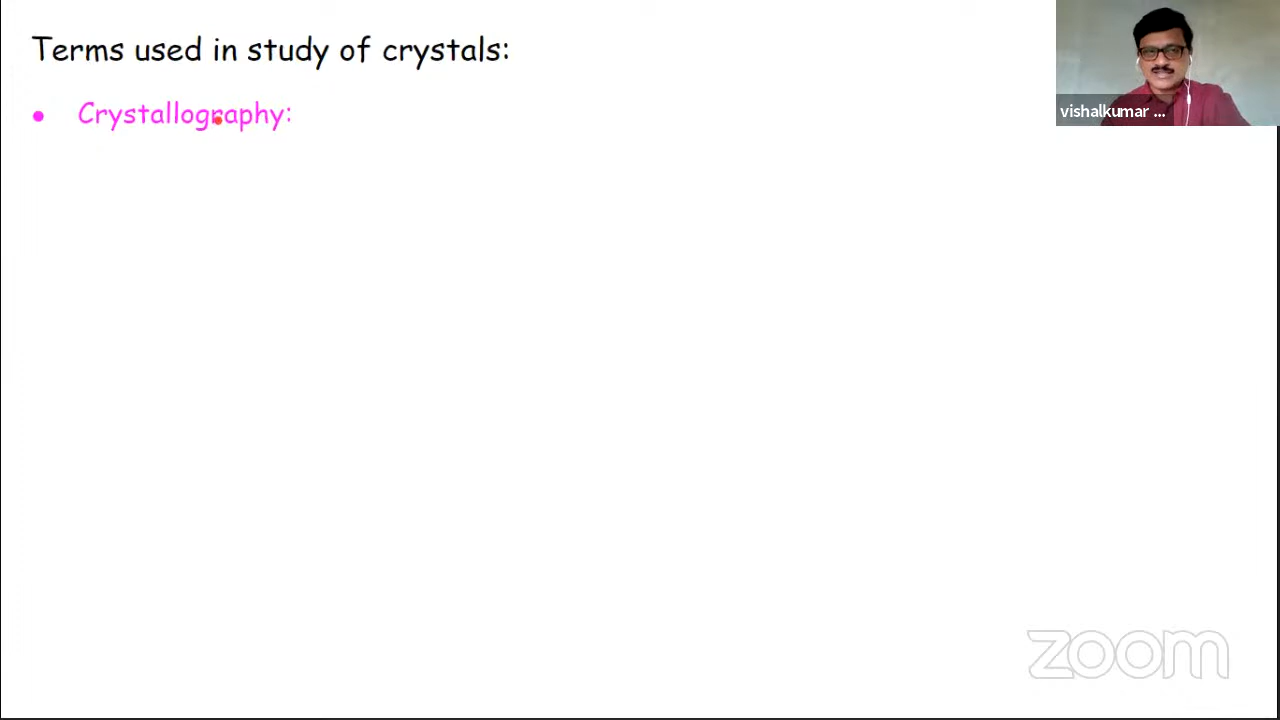 Terms used in study of crystals:
• Crystallography:
vishalkumar ...
zoom